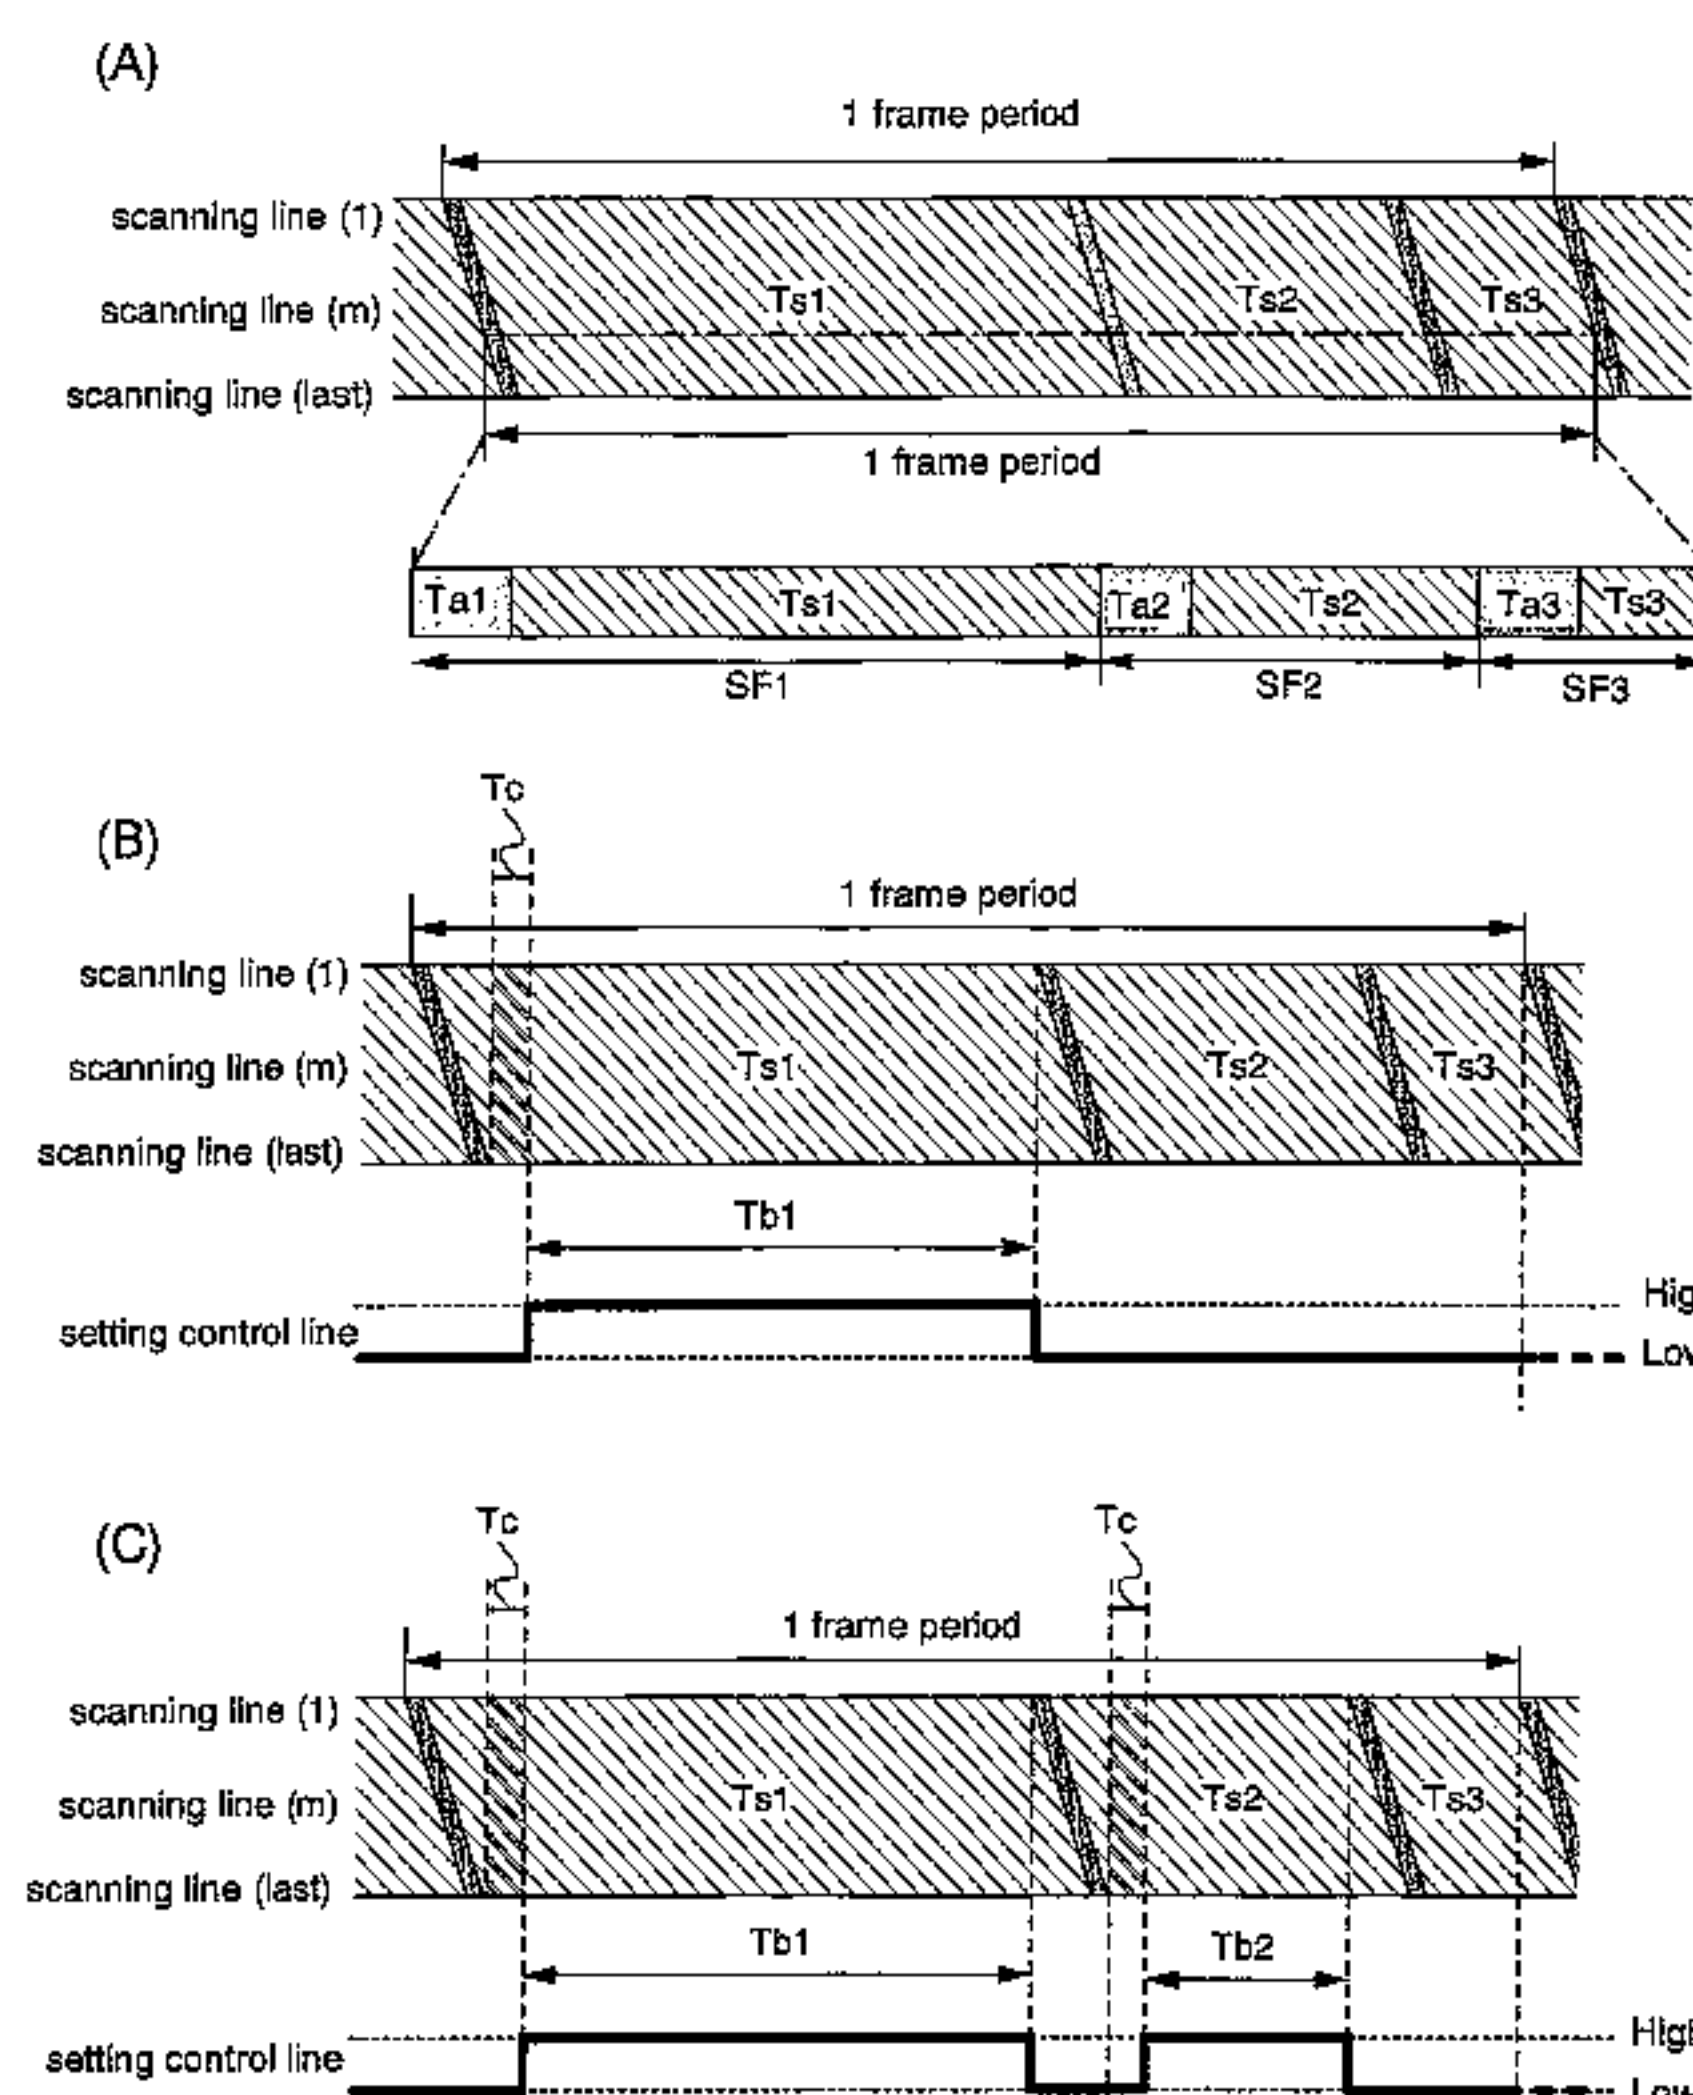 (A)
1 frame period
scanning line (1)
scanning line (m)
scanning line (last)
Ts1
Ts2
Ts3
1 frame period
Ta1
Ts1
Ta2
Ts2
Ta3
Ts3
SF1
SF2
SF3
(B)
Tc
1 frame period
scanning line (1)
scanning line (m)
scanning line (last)
Ts1
Ts2
Ts3
Tb1
setting control line
Hig
Lov
(C)
Tc
Tc
1 frame period
scanning line (1)
scanning line (m)
scanning line (last)
Ts1
Ts2
Ts3
Tb1
Tb2
setting control line
High